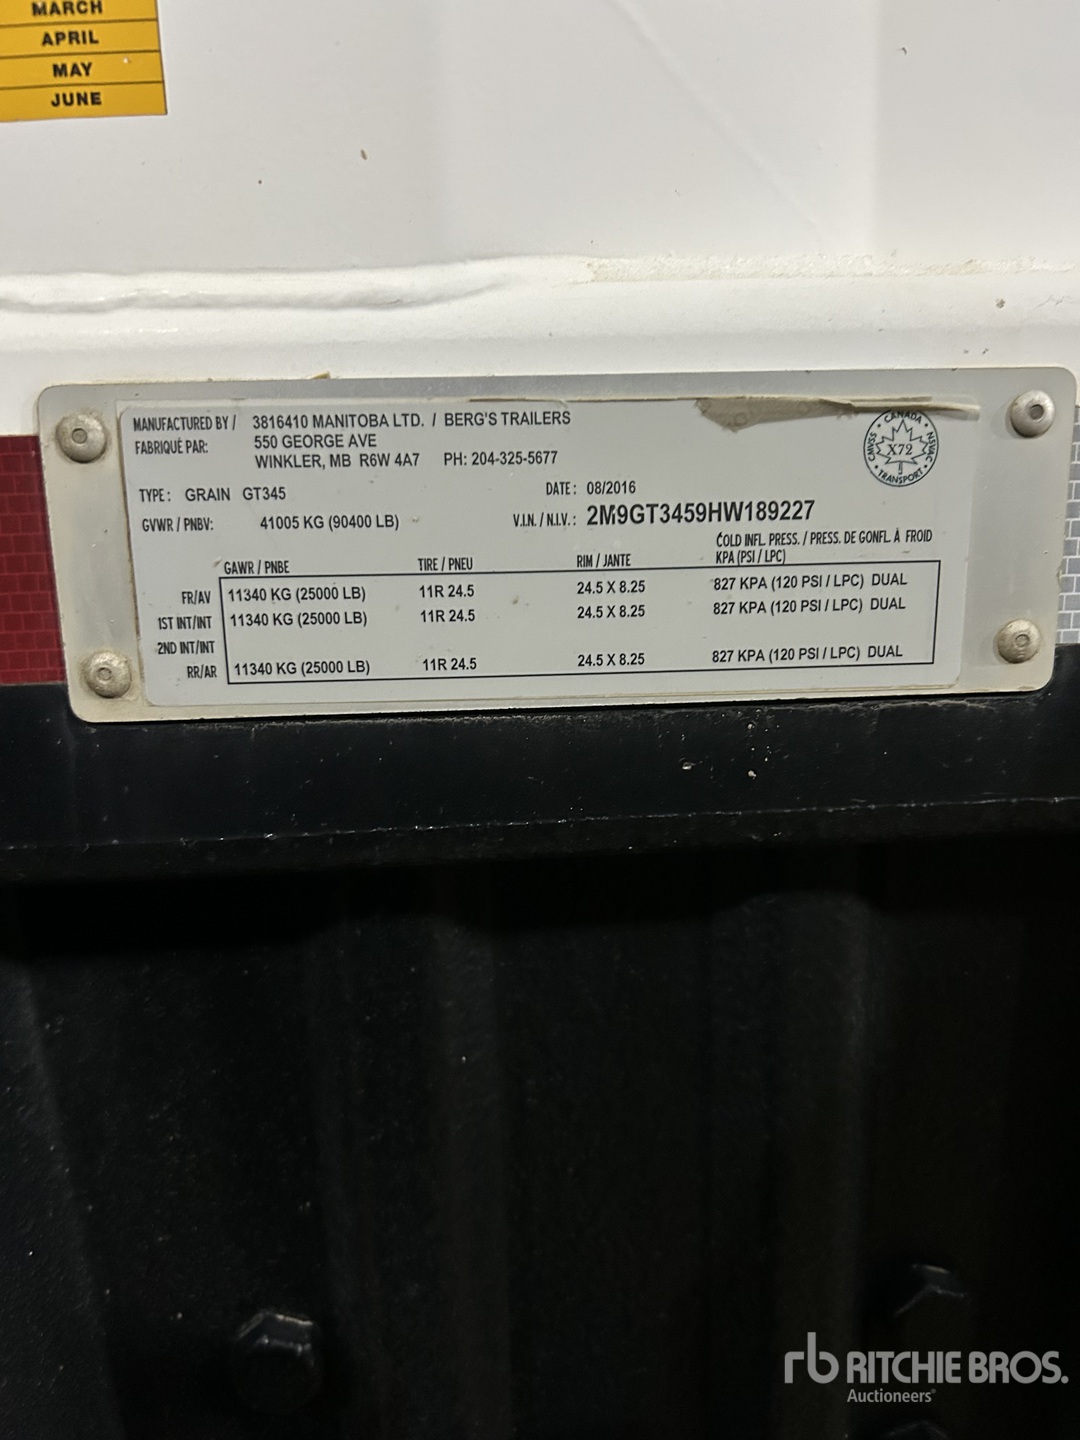 MARCH
APRIL
MAY
JUNE
MANUFACTURED BY / 3816410 MANITOBA LTD. / BERG'S TRAILERS
FABRIQUÉ PAR: 550 GEORGE AVE
WINKLER, MB R6W 4A7 PH: 204-325-5677
CANADA
CMVSS NSVAC
X72
TRANSPORT
TYPE: GRAIN GT345 DATE: 08/2016
GVWR / PNBV: 41005 KG (90400 LB) V.I.N. / N.I.V.: 2M9GT3459HW189227
COLD INFL. PRESS. / PRESS. DE GONFL. À FROID
GAWR / PNBE TIRE / PNEU RIM / JANTE KPA (PSI / LPC)
FR/AV 11340 KG (25000 LB) 11R 24.5 24.5 X 8.25 827 KPA (120 PSI / LPC) DUAL
1ST INT/INT 11340 KG (25000 LB) 11R 24.5 24.5 X 8.25 827 KPA (120 PSI / LPC) DUAL
2ND INT/INT
RR/AR 11340 KG (25000 LB) 11R 24.5 24.5 X 8.25 827 KPA (120 PSI / LPC) DUAL
rb RITCHIE BROS.
Auctioneers